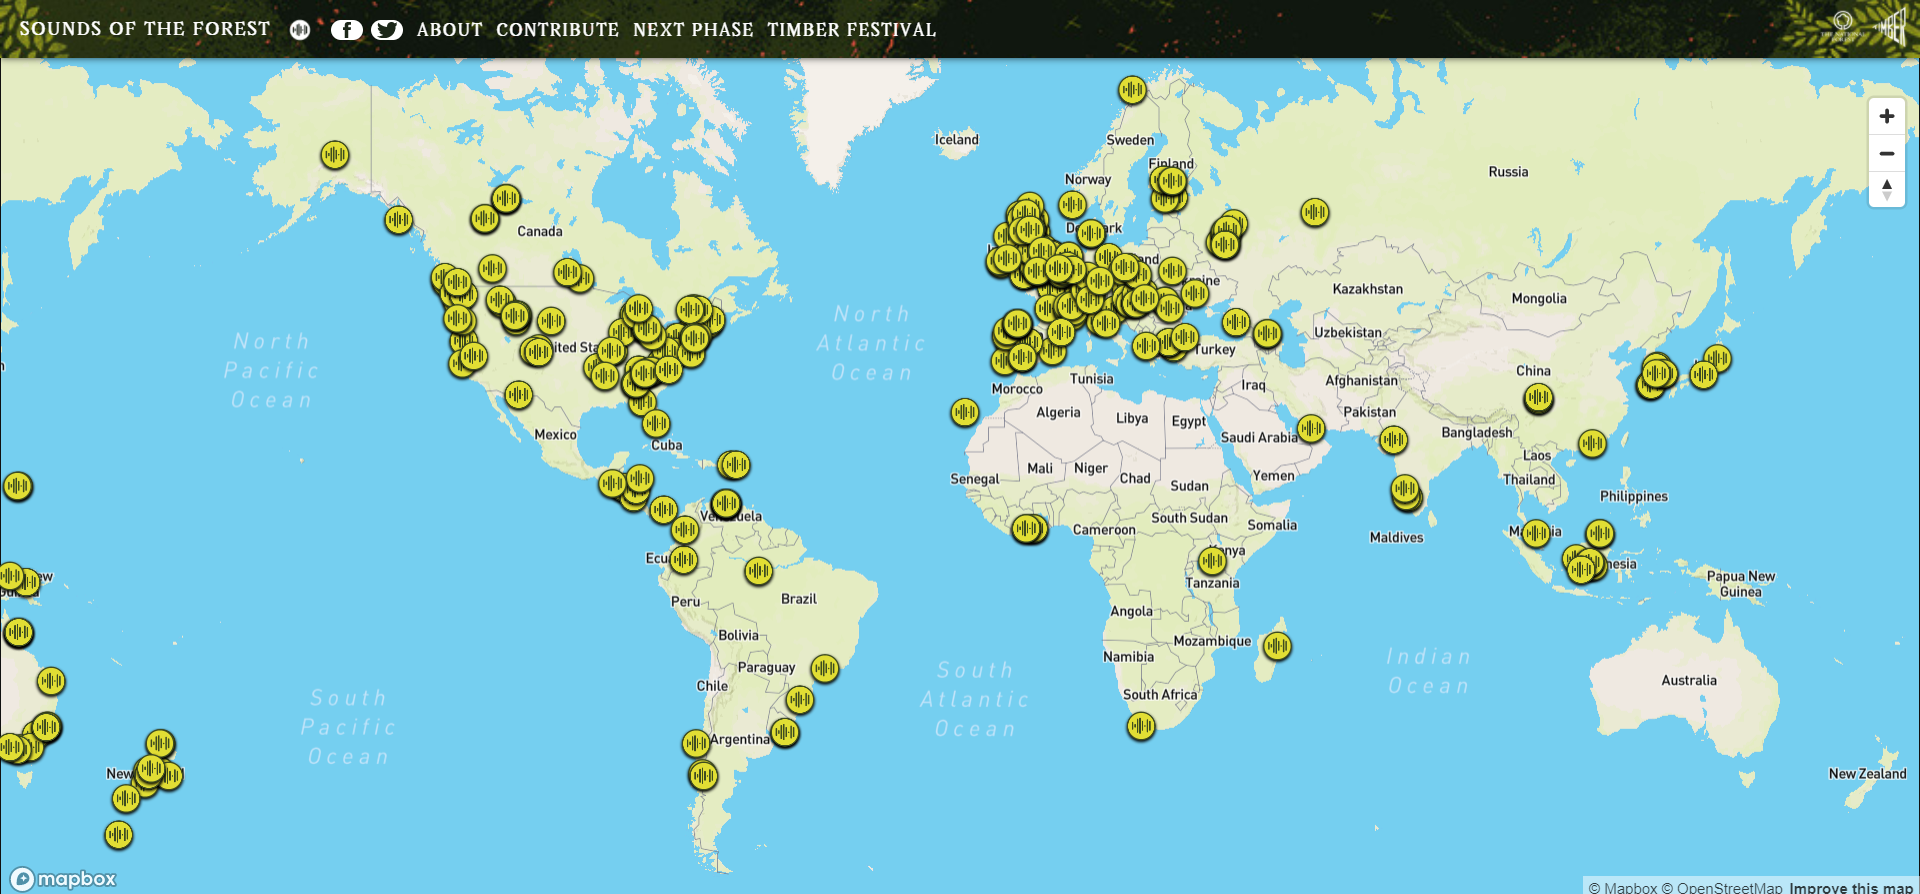 SOUNDS OF THE FOREST
ABOUT CONTRIBUTE NEXT PHASE TIMBER FESTIVAL
TIMBER
Iceland
Sweden
Finland
Norway
Russia
Canada
Kazakhstan
Mongolia
North
Pacific
Ocean
North
Atlantic
Ocean
Uzbekistan
Turkey
China
Tunisia
Morocco
Iraq
Afghanistan
Algeria
Libya
Egypt
Pakistan
Mexico
Cuba
Saudi Arabia
Bangladesh
Laos
Mali
Niger
Chad
Sudan
Yemen
Thailand
Senegal
Philippines
South Sudan
Somalia
Cameroon
Maldives
Tanzania
Papua New
Guinea
Peru
Brazil
Angola
Bolivia
Mozambique
Namibia
Paraguay
Chile
South Africa
South
Atlantic
Ocean
Indian
Ocean
Australia
South
Pacific
Ocean
Argentina
New Zealand
mapbox
© Mapbox © OpenStreetMap Improve this map